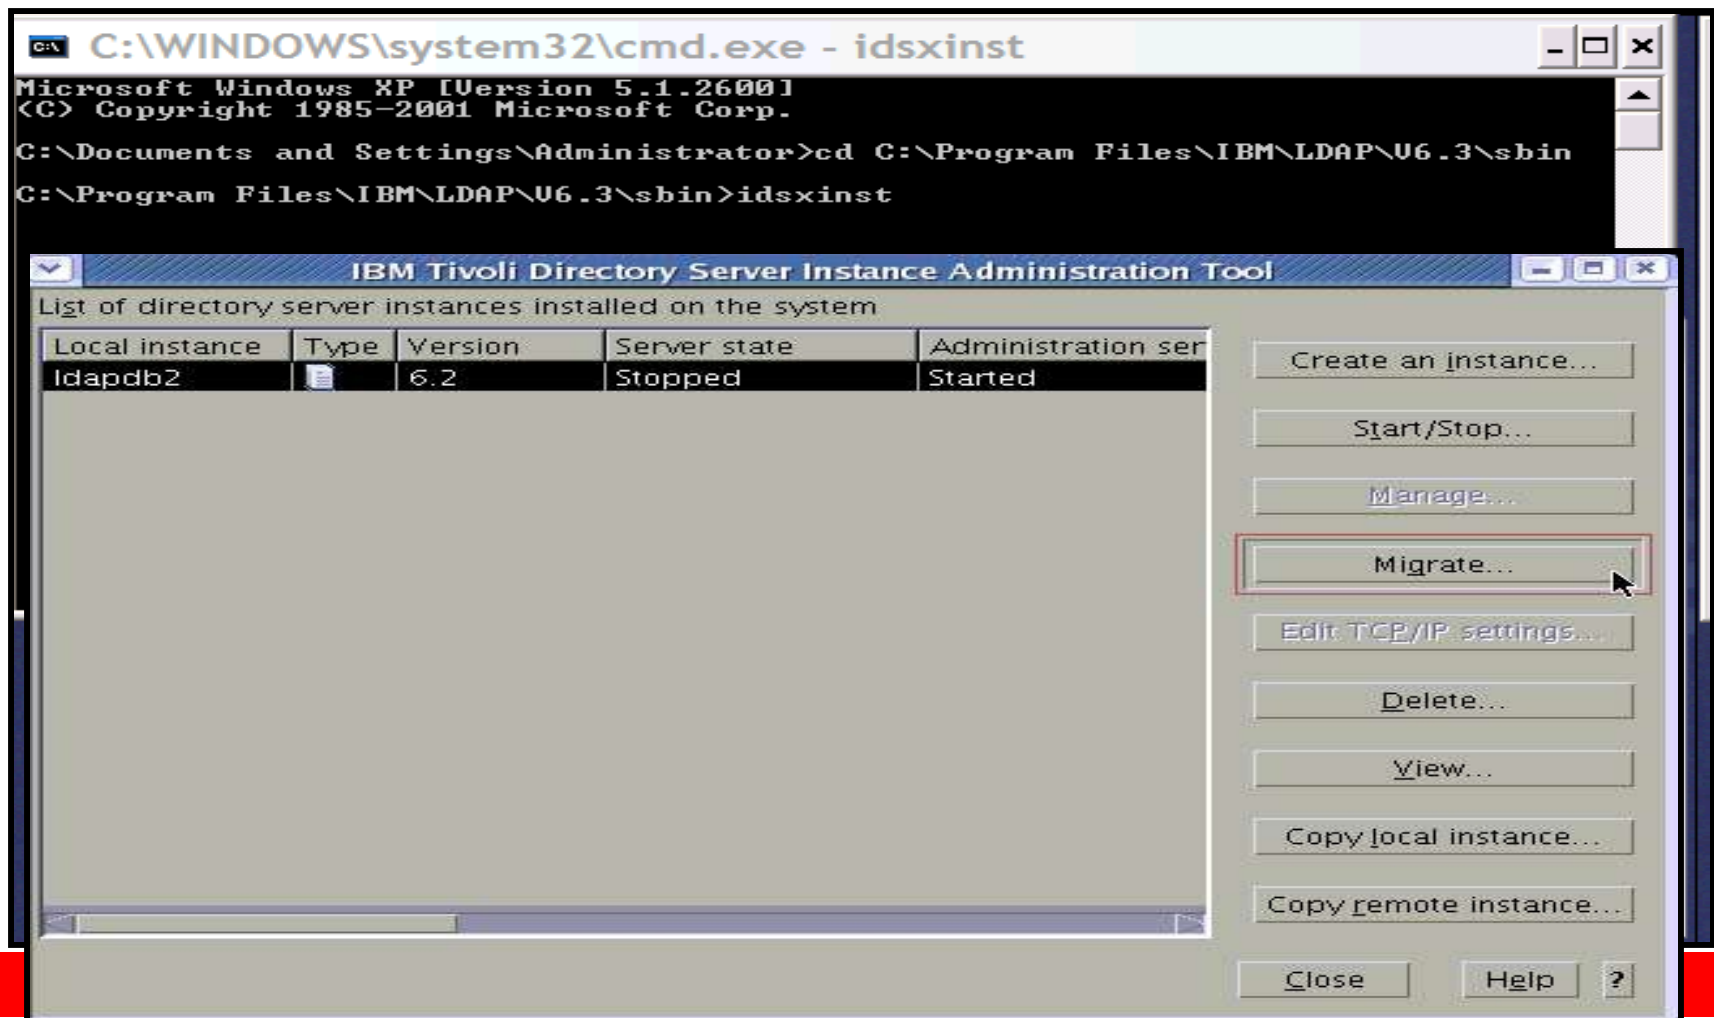 C:\WINDOWS\system32\cmd.exe - idsxinst
Microsoft Windows XP [Version 5.1.2600]
(C) Copyright 1985-2001 Microsoft Corp.
C:\Documents and Settings\Administrator>cd C:\Program Files\IBM\LDAP\V6.3\sbin
C:\Program Files\IBM\LDAP\V6.3\sbin>idsxinst
IBM Tivoli Directory Server Instance Administration Tool
List of directory server instances installed on the system
Local instance Type Version Server state Administration ser
ldapdb2 6.2 Stopped Started
Create an instance...
Start/Stop...
Manage...
Migrate...
Edit TCP/IP settings...
Delete...
View...
Copy local instance...
Copy remote instance...
Close Help ?